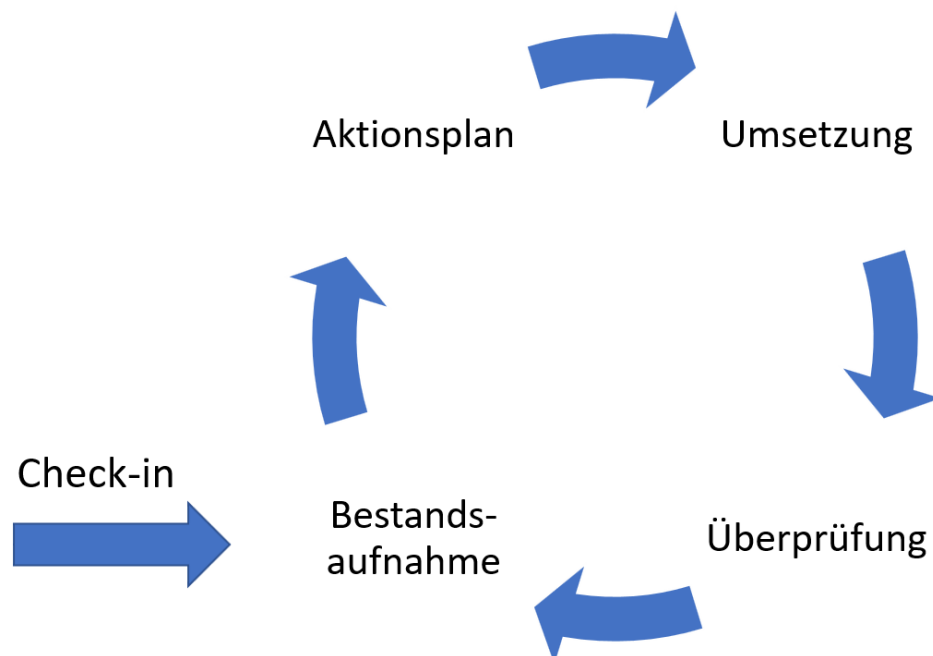 Aktionsplan
Umsetzung
Check-in
Bestands-
aufnahme
Überprüfung